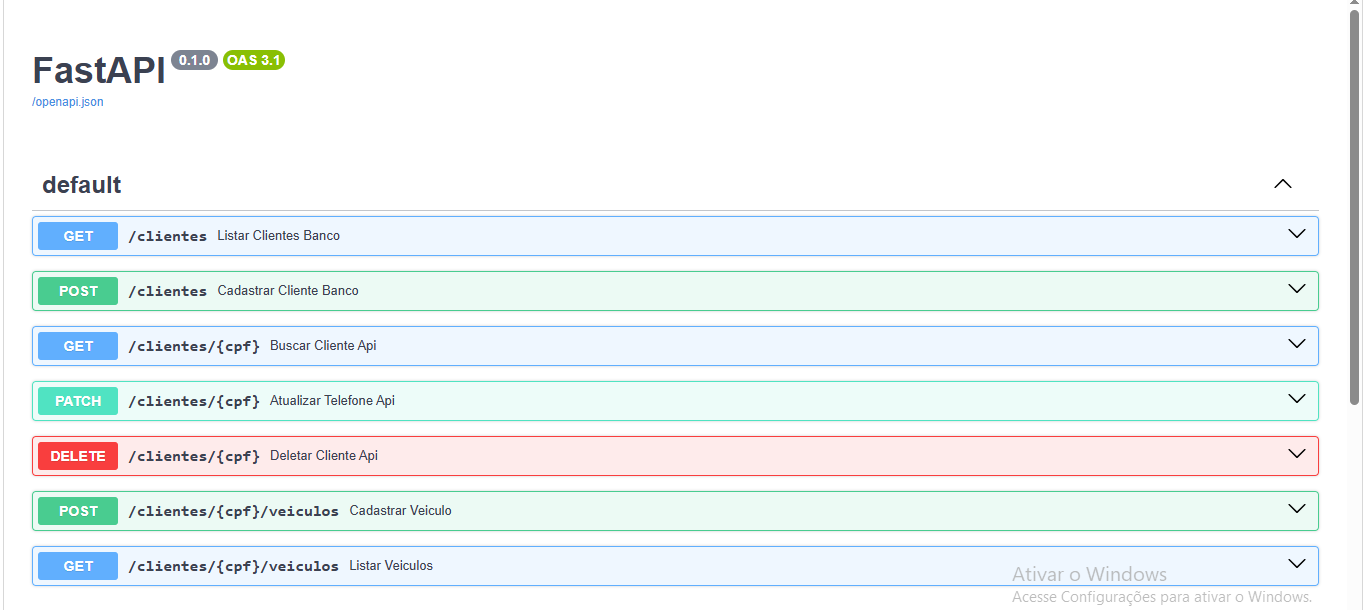 FastAPI 0.1.0 OAS 3.1
/openapi.json
default
GET /clientes Listar Clientes Banco
POST /clientes Cadastrar Cliente Banco
GET /clientes/{cpf} Buscar Cliente Api
PATCH /clientes/{cpf} Atualizar Telefone Api
DELETE /clientes/{cpf} Deletar Cliente Api
POST /clientes/{cpf}/veiculos Cadastrar Veiculo
GET /clientes/{cpf}/veiculos Listar Veiculos
Ativar o Windows
Acesse Configurações para ativar o Windows.